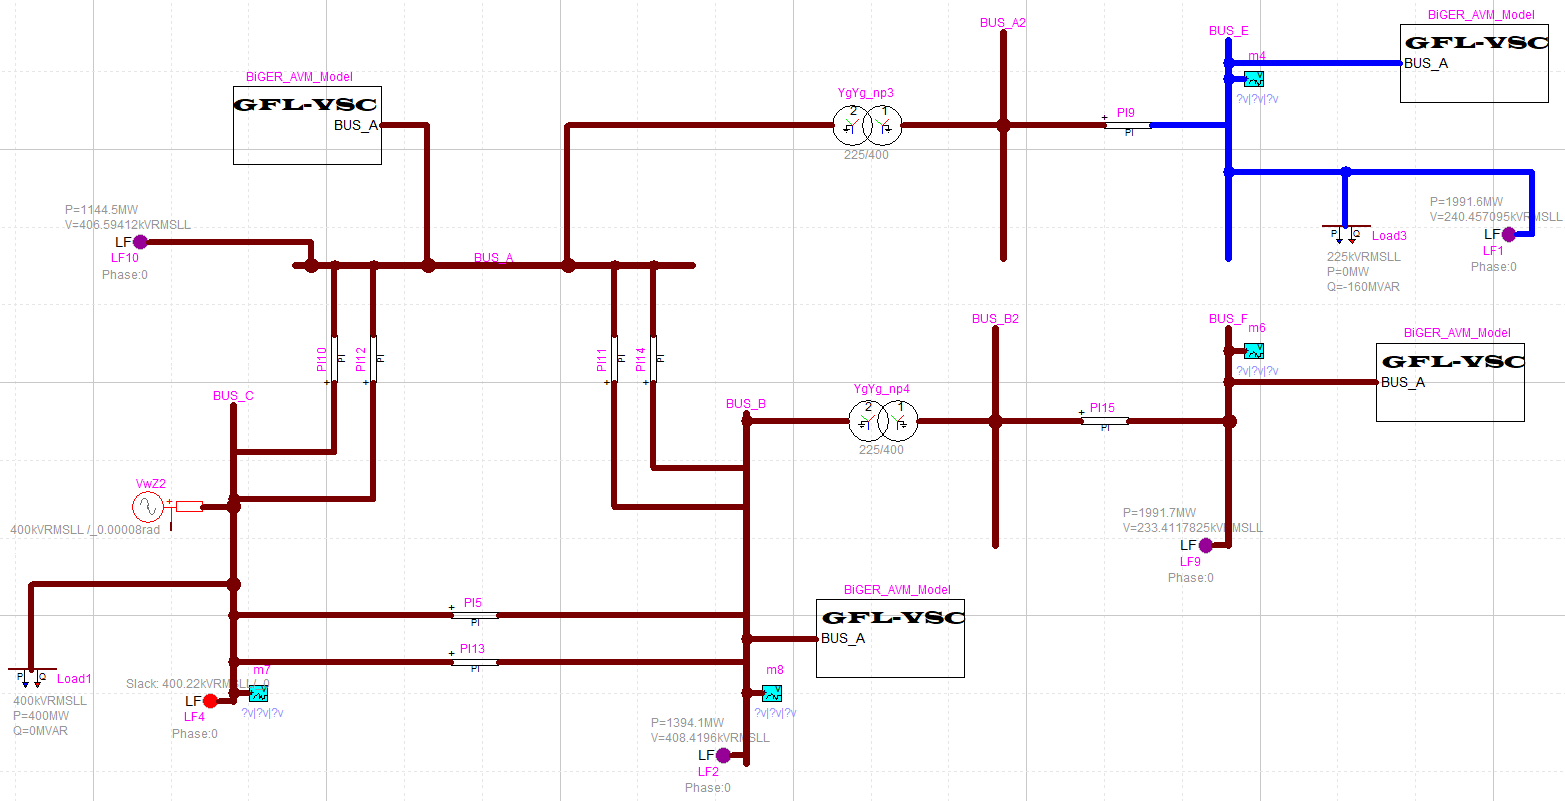 BUS_A2
BiGER_AVM_Model
GFL-VSC
BUS_A
BUS_E
m4
?v|?v|?v
BiGER_AVM_Model
GFL-VSC
BUS_A
YgYg_np3
2 1
225/400
+
PI9
PI
P=1144.5MW
V=406.59412kVRMSLL
LF
LF10
Phase:0
BUS_A
P=1991.6MW
V=240.457095kVRMSLL
LF
LF1
Phase:0
P Q
Load3
225kVRMSLL
P=0MW
Q=-160MVAR
PI10
PI
+
PI12
PI
+
PI11
PI
+
PI14
PI
+
BUS_B2
BUS_F
m6
?v|?v|?v
BiGER_AVM_Model
GFL-VSC
BUS_A
BUS_C
BUS_B
YgYg_np4
2 1
225/400
+
PI15
PI
VwZ2
+
400kVRMSLL /_0.00008rad
P=1991.7MW
V=233.4117825kVRMSLL
LF
LF9
Phase:0
+
PI5
PI
+
PI13
PI
BiGER_AVM_Model
GFL-VSC
BUS_A
P Q
Load1
400kVRMSLL
P=400MW
Q=0MVAR
m7
?v|?v|?v
Slack: 400.22kVRMSLL/_0
LF
LF4
Phase:0
m8
?v|?v|?v
P=1394.1MW
V=408.4196kVRMSLL
LF
LF2
Phase:0